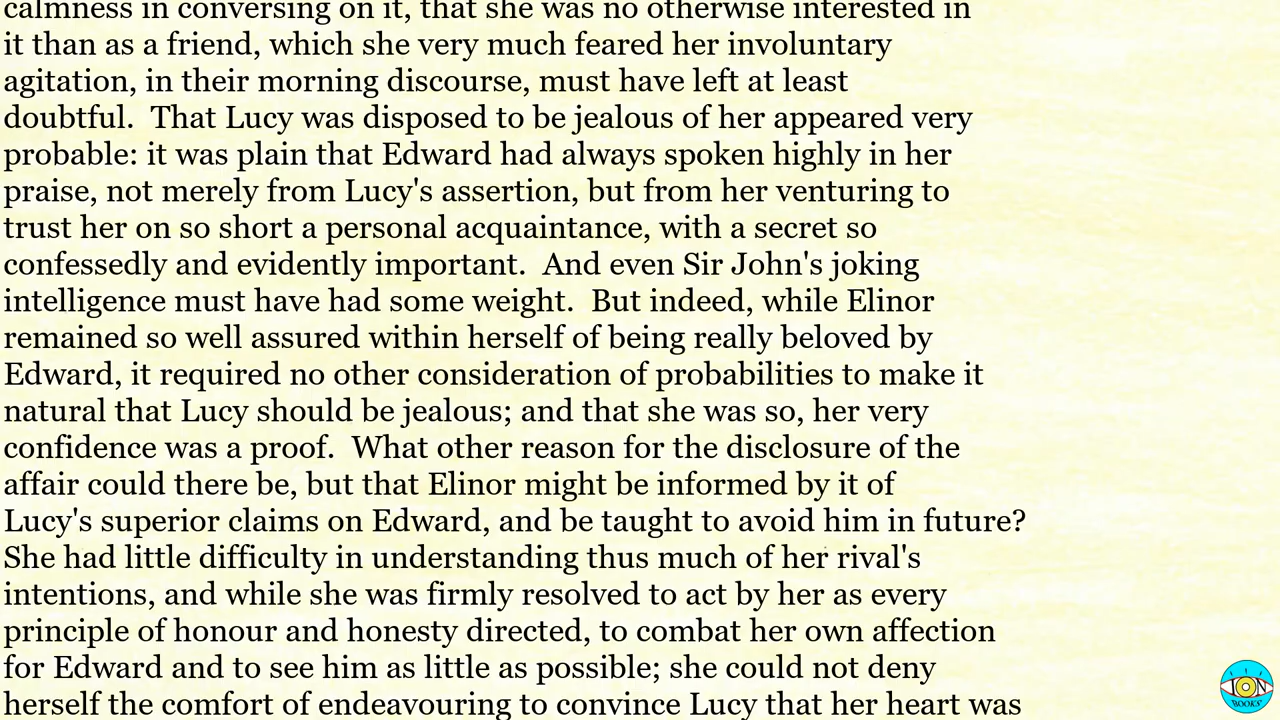 calmness in conversing on it, that she was no otherwise interested in
it than as a friend, which she very much feared her involuntary
agitation, in their morning discourse, must have left at least
doubtful.  That Lucy was disposed to be jealous of her appeared very
probable: it was plain that Edward had always spoken highly in her
praise, not merely from Lucy's assertion, but from her venturing to
trust her on so short a personal acquaintance, with a secret so
confessedly and evidently important.  And even Sir John's joking
intelligence must have had some weight.  But indeed, while Elinor
remained so well assured within herself of being really beloved by
Edward, it required no other consideration of probabilities to make it
natural that Lucy should be jealous; and that she was so, her very
confidence was a proof.  What other reason for the disclosure of the
affair could there be, but that Elinor might be informed by it of
Lucy's superior claims on Edward, and be taught to avoid him in future?
She had little difficulty in understanding thus much of her rival's
intentions, and while she was firmly resolved to act by her as every
principle of honour and honesty directed, to combat her own affection
for Edward and to see him as little as possible; she could not deny
herself the comfort of endeavouring to convince Lucy that her heart was
ION
BOOKS